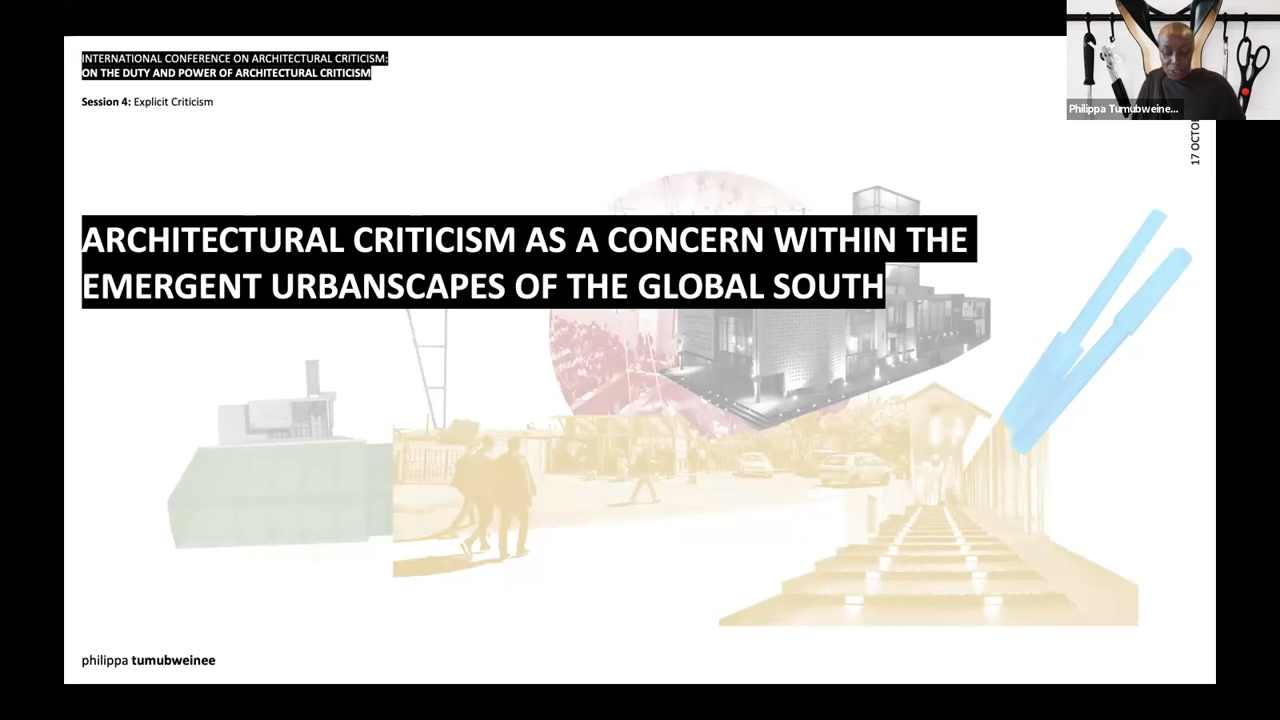 INTERNATIONAL CONFERENCE ON ARCHITECTURAL CRITICISM:
ON THE DUTY AND POWER OF ARCHITECTURAL CRITICISM
Session 4: Explicit Criticism
Philippa Tumubweine...
17 OCTO
ARCHITECTURAL CRITICISM AS A CONCERN WITHIN THE
EMERGENT URBANSCAPES OF THE GLOBAL SOUTH
philippa tumubweinee